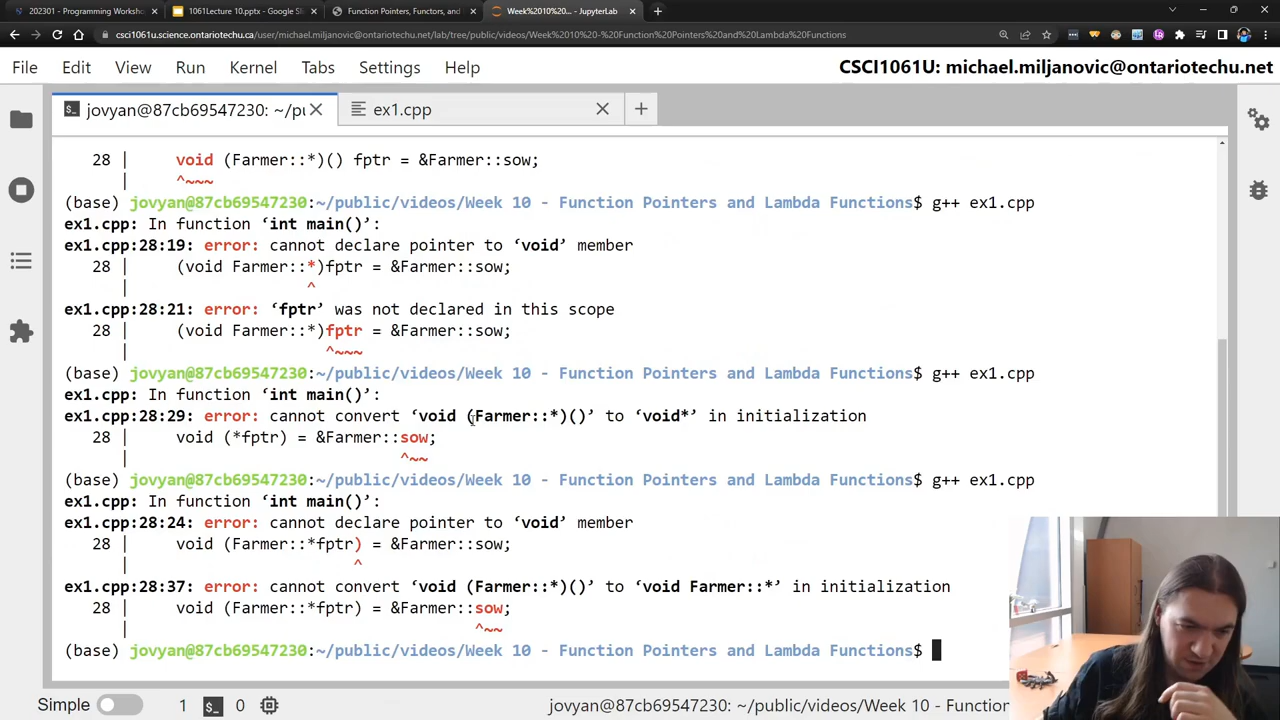 202301 - Programming Worksho
1061Lecture 10.pptx - Google Sli
Function Pointers, Functors, and
Week%2010%20... - JupyterLab
csci1061u.science.ontariotechu.ca/user/michael.miljanovic@ontariotechu.net/lab/tree/public/videos/Week%2010%20-%20Function%20Pointers%20and%20Lambda%20Functions
File Edit View Run Kernel Tabs Settings Help
CSCI1061U: michael.miljanovic@ontariotechu.net
jovyan@87cb69547230: ~/pu
ex1.cpp
28 | void (Farmer::*)() fptr = &Farmer::sow;
| ^~~~
(base) jovyan@87cb69547230:~/public/videos/Week 10 - Function Pointers and Lambda Functions$ g++ ex1.cpp
ex1.cpp: In function ‘int main()’:
ex1.cpp:28:19: error: cannot declare pointer to ‘void’ member
28 | (void Farmer::*)fptr = &Farmer::sow;
| ^
ex1.cpp:28:21: error: ‘fptr’ was not declared in this scope
28 | (void Farmer::*)fptr = &Farmer::sow;
| ^~~~
(base) jovyan@87cb69547230:~/public/videos/Week 10 - Function Pointers and Lambda Functions$ g++ ex1.cpp
ex1.cpp: In function ‘int main()’:
ex1.cpp:28:29: error: cannot convert ‘void (Farmer::*)()’ to ‘void*’ in initialization
28 | void (*fptr) = &Farmer::sow;
| ^~~
(base) jovyan@87cb69547230:~/public/videos/Week 10 - Function Pointers and Lambda Functions$ g++ ex1.cpp
ex1.cpp: In function ‘int main()’:
ex1.cpp:28:24: error: cannot declare pointer to ‘void’ member
28 | void (Farmer::*fptr) = &Farmer::sow;
| ^
ex1.cpp:28:37: error: cannot convert ‘void (Farmer::*)()’ to ‘void Farmer::*’ in initialization
28 | void (Farmer::*fptr) = &Farmer::sow;
| ^~~
(base) jovyan@87cb69547230:~/public/videos/Week 10 - Function Pointers and Lambda Functions$
Simple 1 0 jovyan@87cb69547230: ~/public/videos/Week 10 - Function